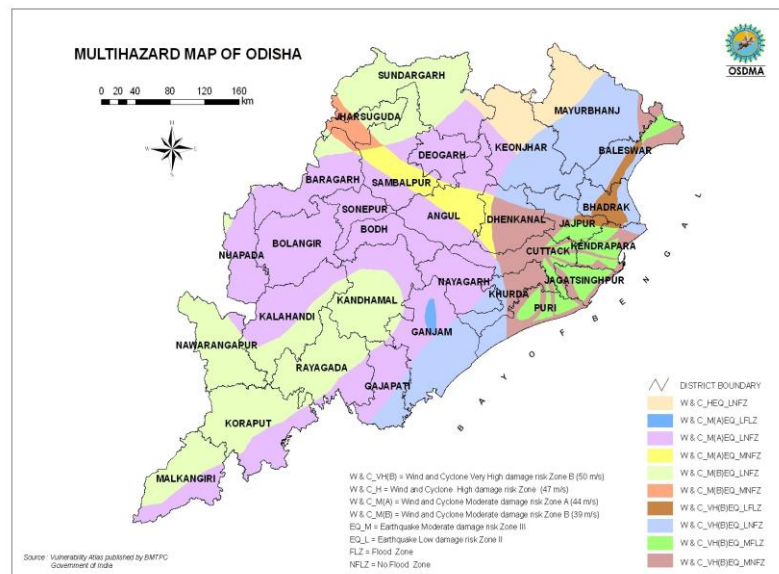 MULTIHAZARD MAP OF ODISHA
OSDMA
0 20 40 80 120 160
km
N
W E
S
SUNDARGARH
JHARSUGUDA
MAYURBHANJ
DEOGARH
KEONJHAR
BALESWAR
BARAGARH
SAMBALPUR
SONEPUR
ANGUL
DHENKANAL
BHADRAK
JAJPUR
BODH
BOLANGIR
NUAPADA
CUTTACK
KENDRAPARA
JAGATSINGHPUR
NAYAGARH
KHURDA
PURI
KANDHAMAL
KALAHANDI
GANJAM
NAWARANGAPUR
RAYAGADA
GAJAPATI
KORAPUT
MALKANGIRI
BAY OF BENGAL
DISTRICT BOUNDARY
W & C_HEQ_LNFZ
W & C_M(A)EQ_LFLZ
W & C_M(A)EQ_LNFZ
W & C_M(A)EQ_MNFZ
W & C_M(B)EQ_LNFZ
W & C_M(B)EQ_MNFZ
W & C_VH(B)EQ_LFLZ
W & C_VH(B)EQ_LNFZ
W & C_VH(B)EQ_MFLZ
W & C_VH(B)EQ_MNFZ
W & C_VH(B) = Wind and Cyclone Very High damage risk Zone B (50 m/s)
W & C_H = Wind and Cyclone High damage risk Zone (47 m/s)
W & C_M(A) = Wind and Cyclone Moderate damage risk Zone A (44 m/s)
W & C_M(B) = Wind and Cyclone Moderate damage risk Zone B (39 m/s)
EQ_M = Earthquake Moderate damage risk Zone III
EQ_L = Earthquake Low damage risk Zone II
FLZ = Flood Zone
NFLZ = No Flood Zone
Source : Vulnerability Atlas published by BMTPC
Government of India